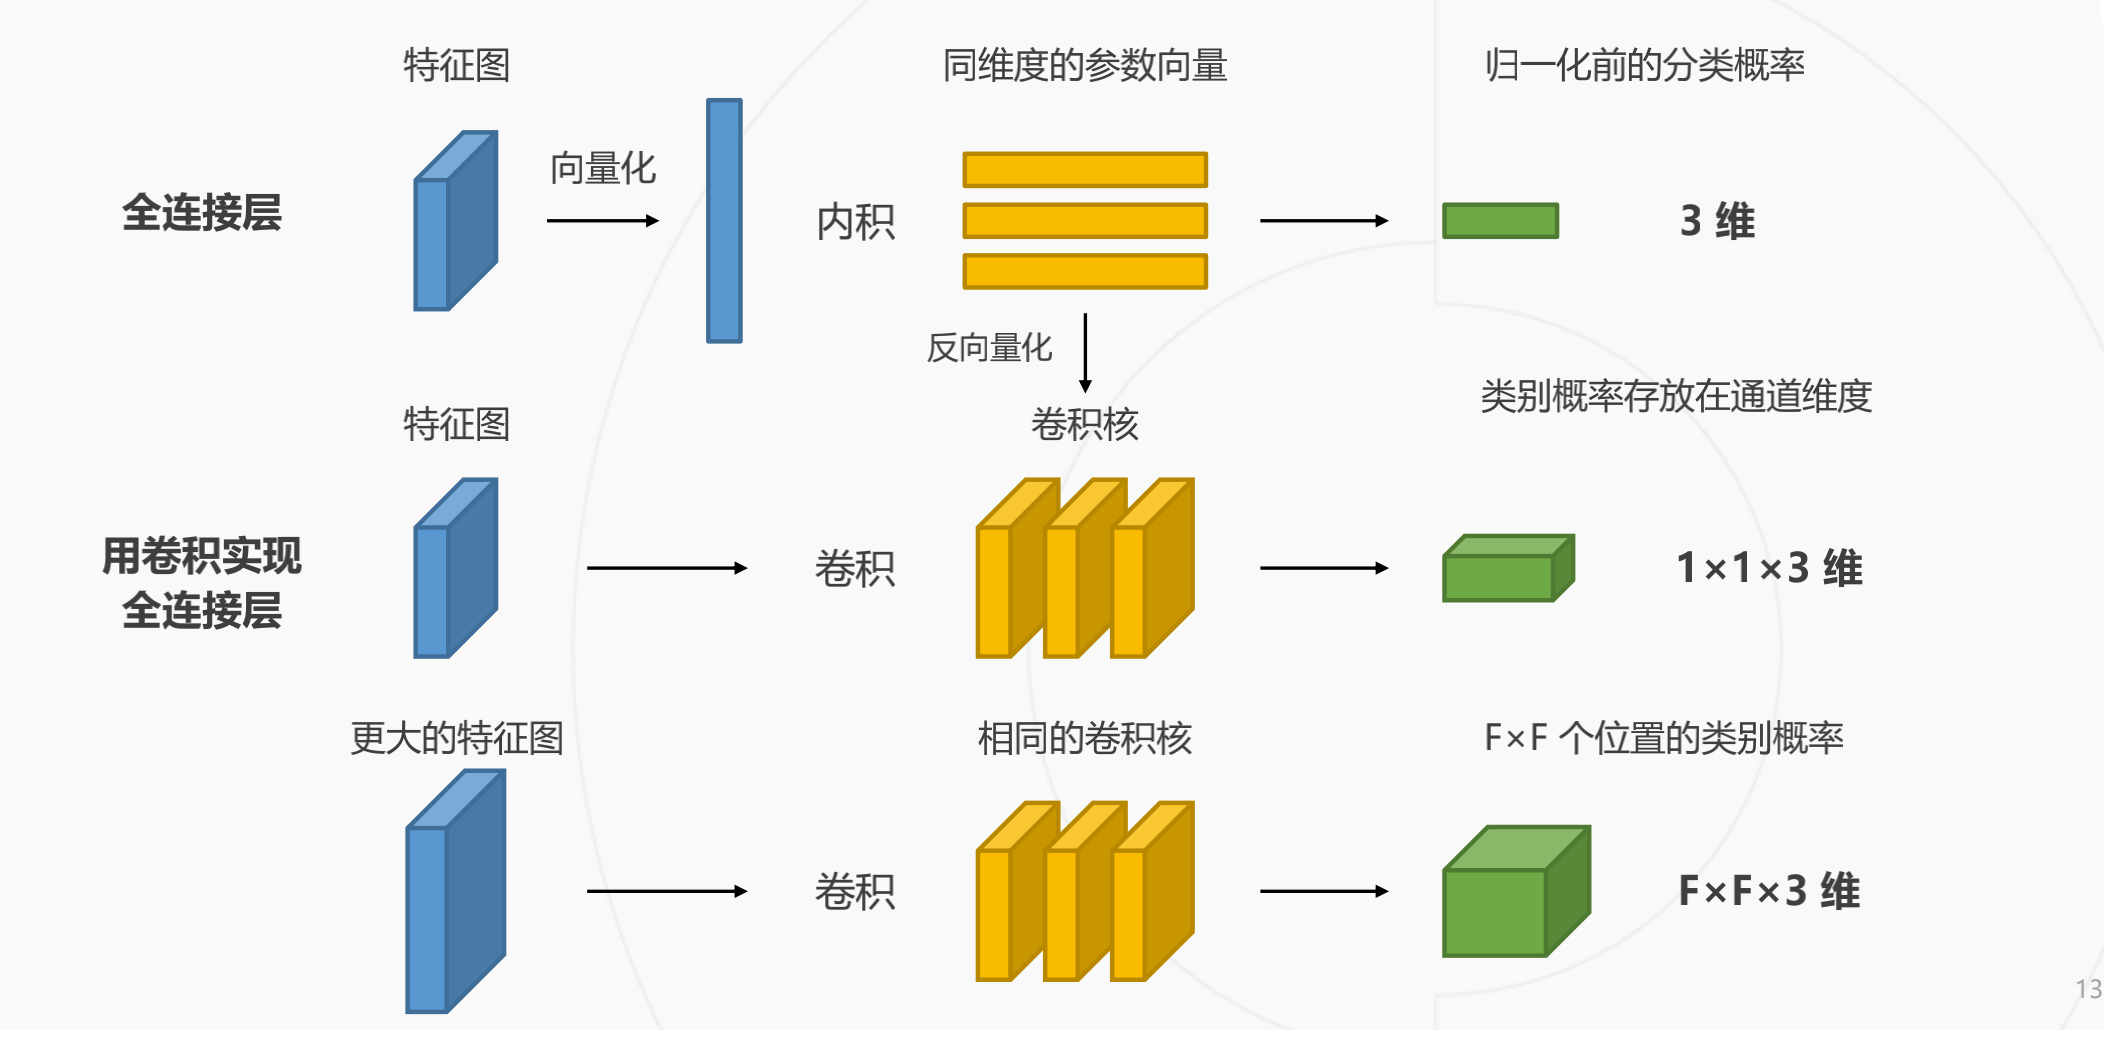 特征图
同维度的参数向量
归一化前的分类概率
向量化
全连接层
内积
3 维
反向量化
特征图
卷积核
类别概率存放在通道维度
用卷积实现
全连接层
卷积
1×1×3 维
更大的特征图
相同的卷积核
F×F 个位置的类别概率
卷积
F×F×3 维
13